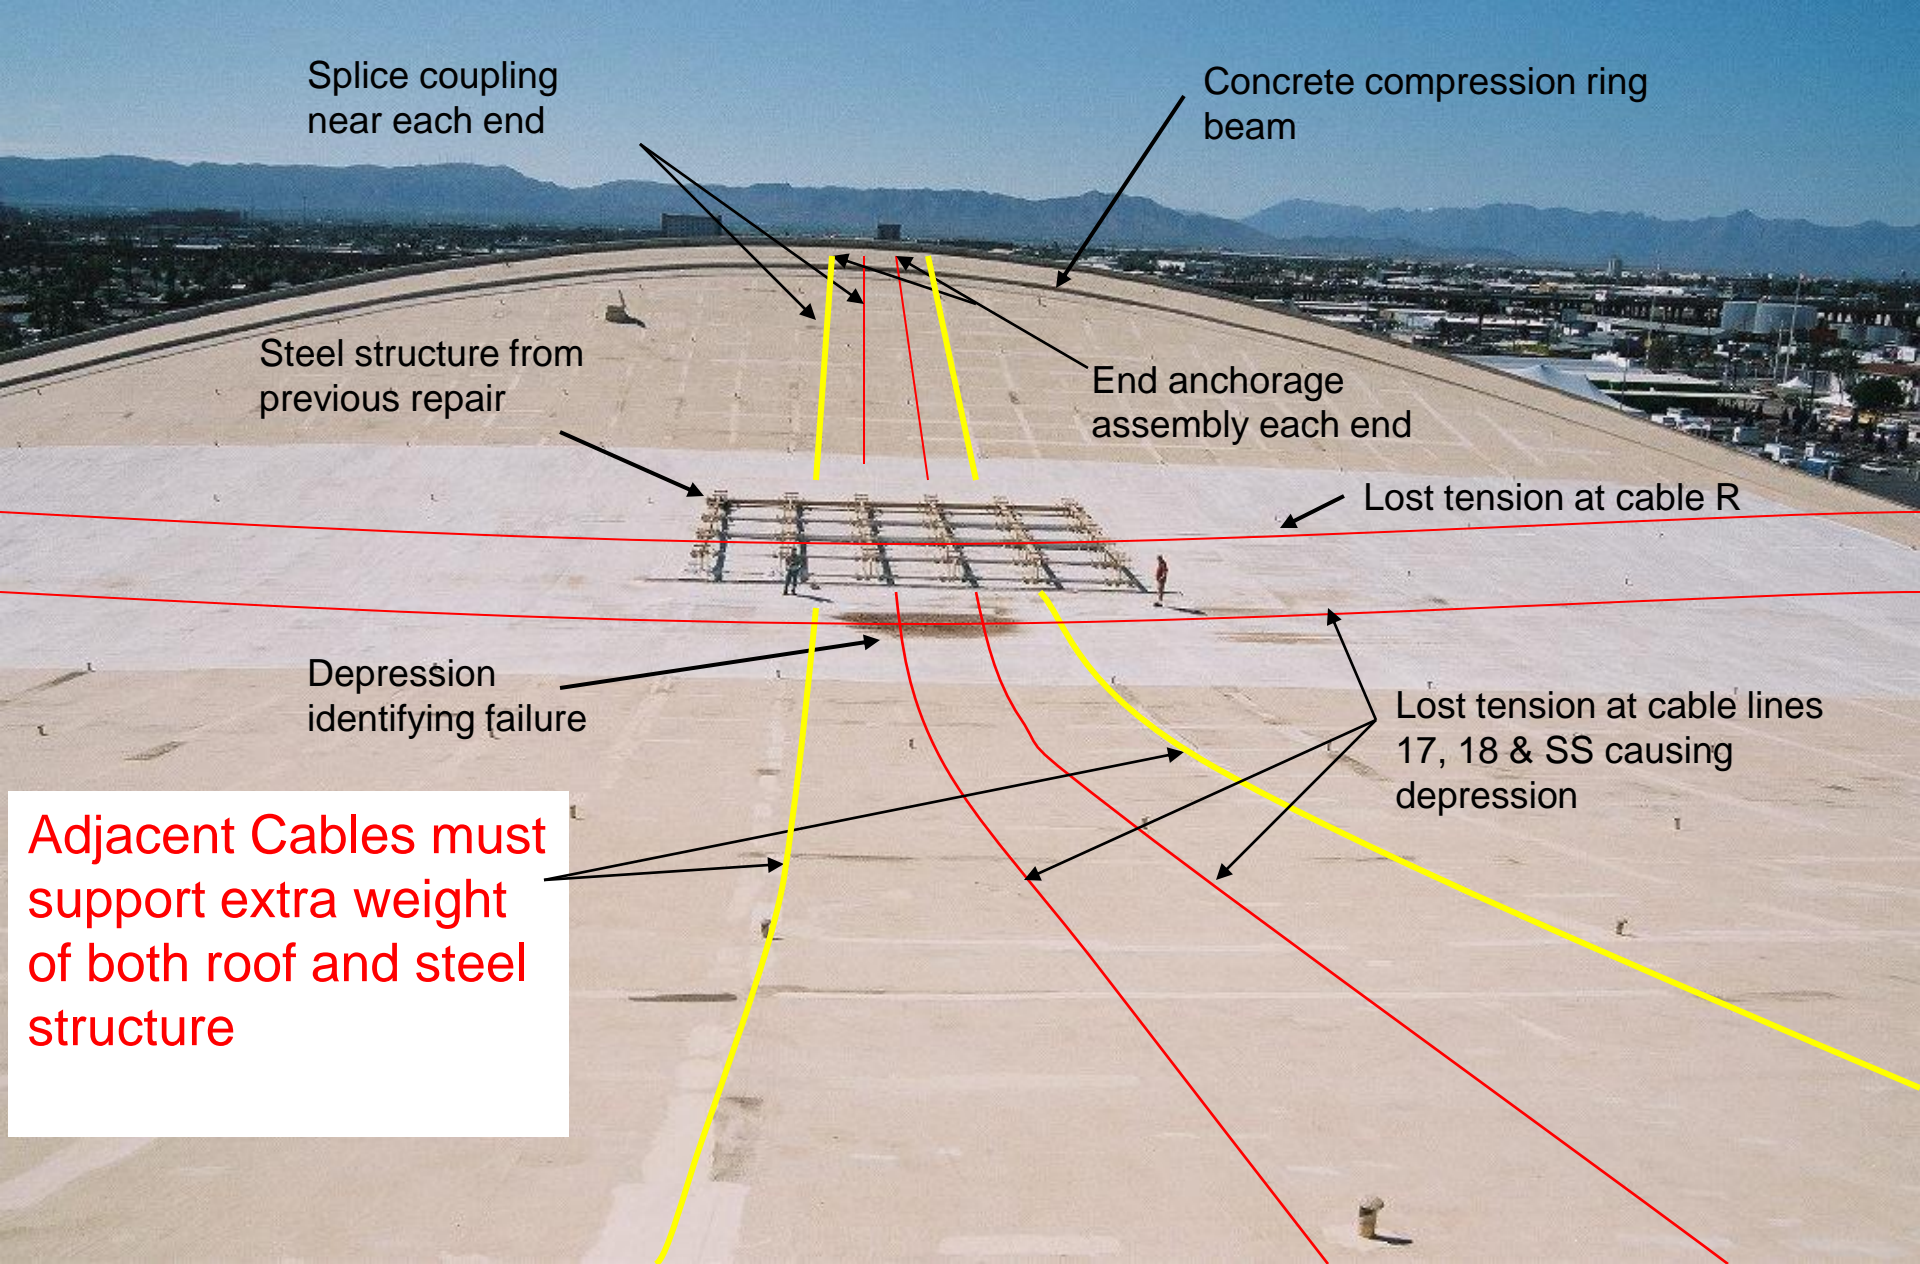 Splice coupling
near each end
Concrete compression ring
beam
Steel structure from
previous repair
End anchorage
assembly each end
Lost tension at cable R
Depression
identifying failure
Lost tension at cable lines
17, 18 & SS causing
depression
Adjacent Cables must
support extra weight
of both roof and steel
structure